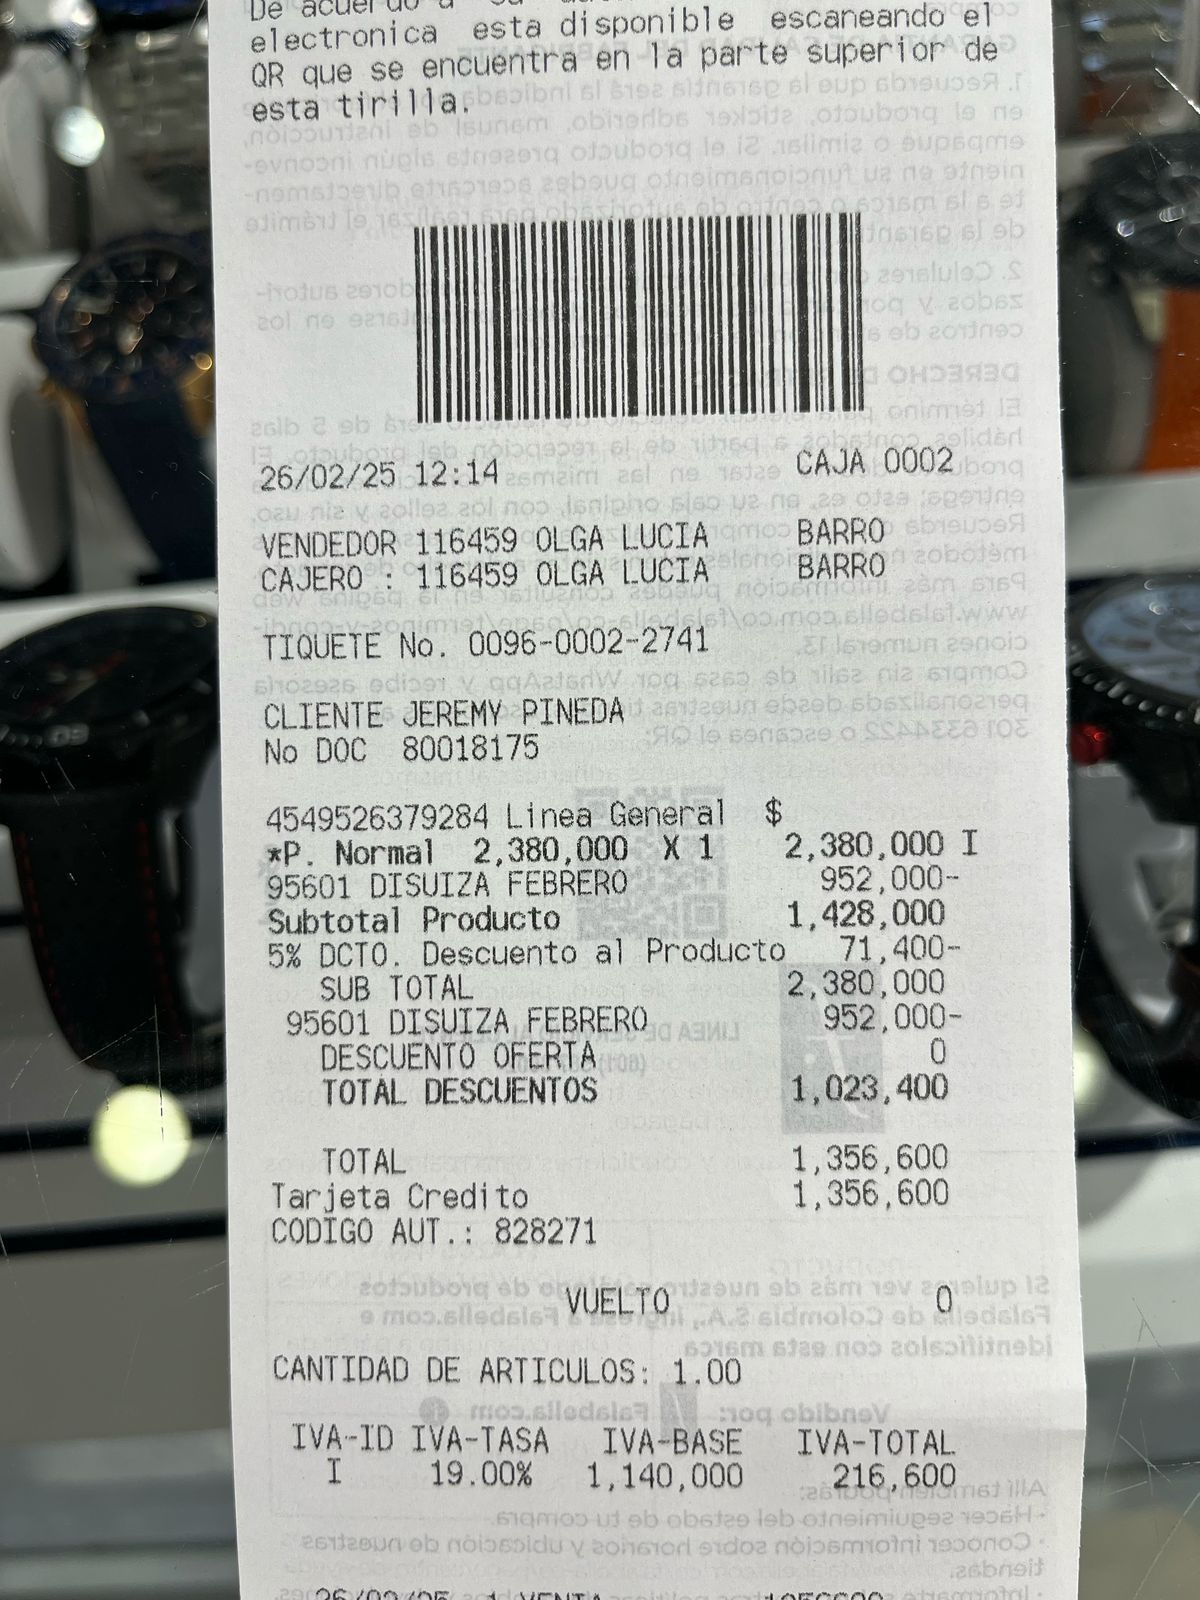 De acuerdo a su
electronica esta disponible escaneando el
QR que se encuentra en la parte superior de
esta tirilla.
26/02/25 12:14 CAJA 0002
VENDEDOR 116459 OLGA LUCIA BARRO
CAJERO : 116459 OLGA LUCIA BARRO
TIQUETE No. 0096-0002-2741
CLIENTE JEREMY PINEDA
No DOC 80018175
4549526379284 Linea General $
*P. Normal 2,380,000 X 1 2,380,000 I
95601 DISUIZA FEBRERO 952,000-
Subtotal Producto 1,428,000
5% DCTO. Descuento al Producto 71,400-
SUB TOTAL 2,380,000
95601 DISUIZA FEBRERO 952,000-
DESCUENTO OFERTA 0
TOTAL DESCUENTOS 1,023,400
TOTAL 1,356,600
Tarjeta Credito 1,356,600
CODIGO AUT.: 828271
VUELTO 0
CANTIDAD DE ARTICULOS: 1.00
IVA-ID IVA-TASA IVA-BASE IVA-TOTAL
I 19.00% 1,140,000 216,600
26/02/25 1 VENTA 1356600